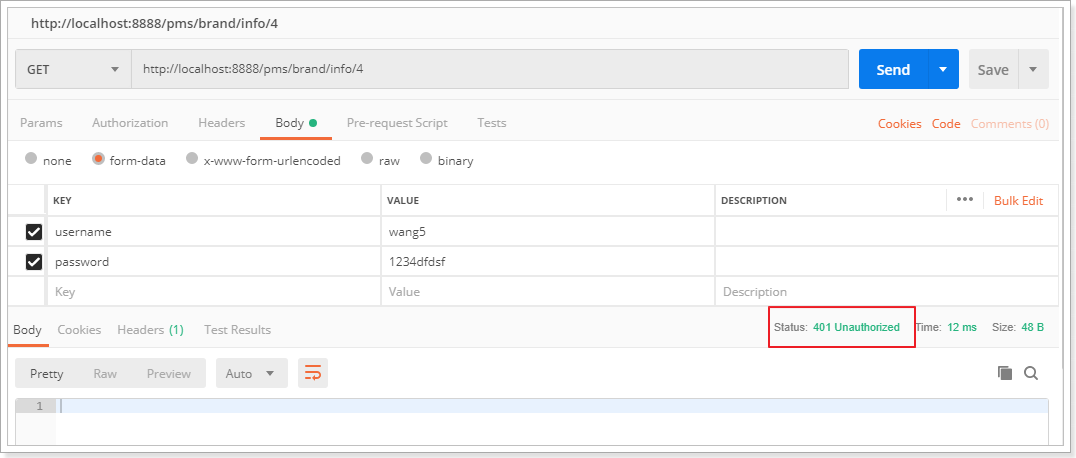 http://localhost:8888/pms/brand/info/4
GET http://localhost:8888/pms/brand/info/4 Send Save
Params Authorization Headers Body Pre-request Script Tests Cookies Code Comments (0)
none form-data x-www-form-urlencoded raw binary
KEY VALUE DESCRIPTION ••• Bulk Edit
username wang5
password 1234dfdsf
Key Value Description
Body Cookies Headers (1) Test Results Status: 401 Unauthorized Time: 12 ms Size: 48 B
Pretty Raw Preview Auto
1